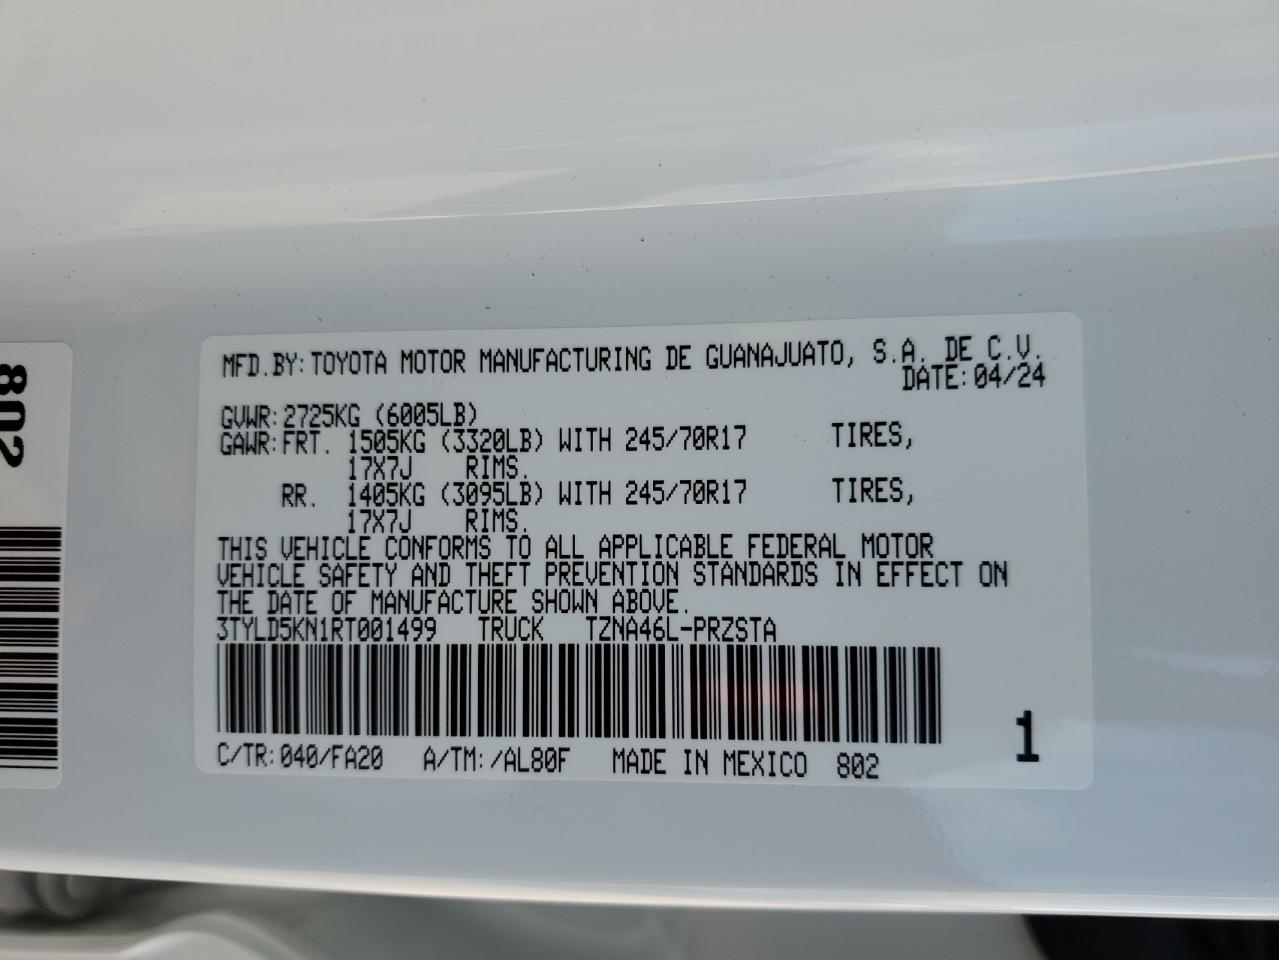 MFD.BY:TOYOTA MOTOR MANUFACTURING DE GUANAJUATO, S.A. DE C.V.
DATE:04/24
GVWR:2725KG (6005LB)
GAWR:FRT. 1505KG (3320LB) WITH 245/70R17 TIRES,
17X7J RIMS.
RR. 1405KG (3095LB) WITH 245/70R17 TIRES,
17X7J RIMS.
THIS VEHICLE CONFORMS TO ALL APPLICABLE FEDERAL MOTOR
VEHICLE SAFETY AND THEFT PREVENTION STANDARDS IN EFFECT ON
THE DATE OF MANUFACTURE SHOWN ABOVE.
3TYLD5KN1RT001499 TRUCK TZNA46L-PRZSTA
C/TR:040/FA20 A/TM:/AL80F MADE IN MEXICO 802
1
802